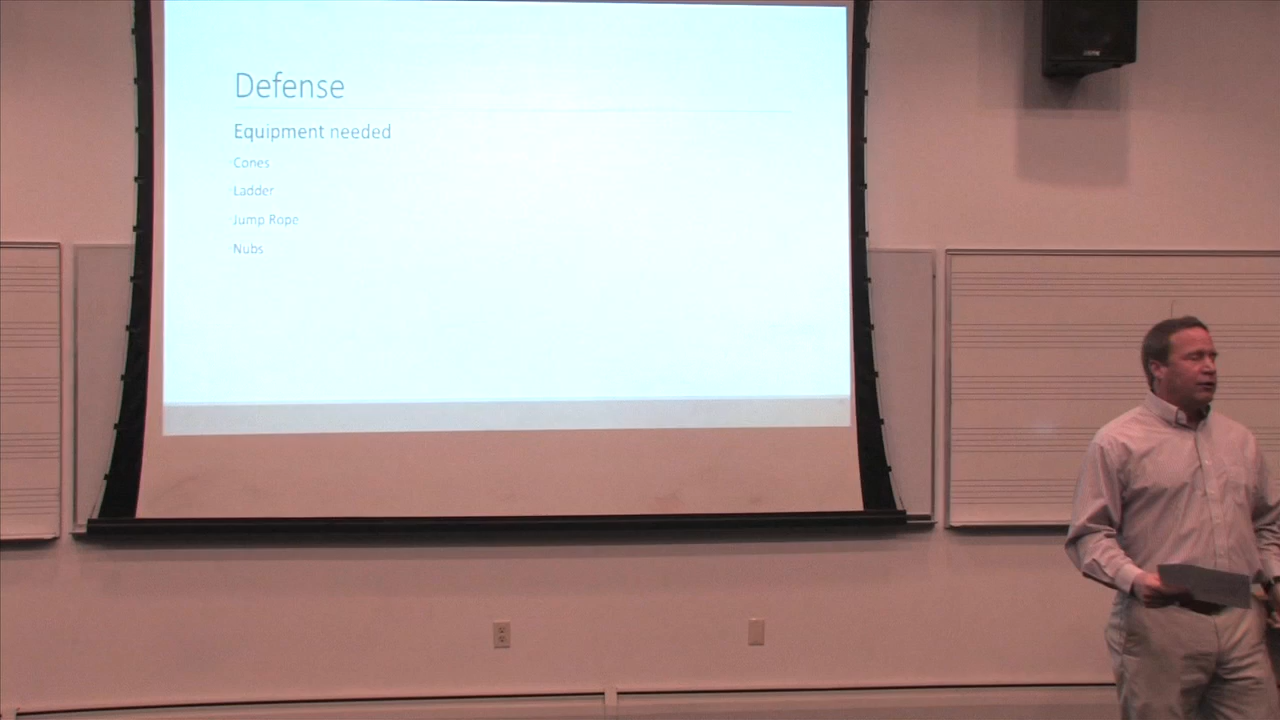 Defense
Equipment needed
Cones
Ladder
Jump Rope
Nubs